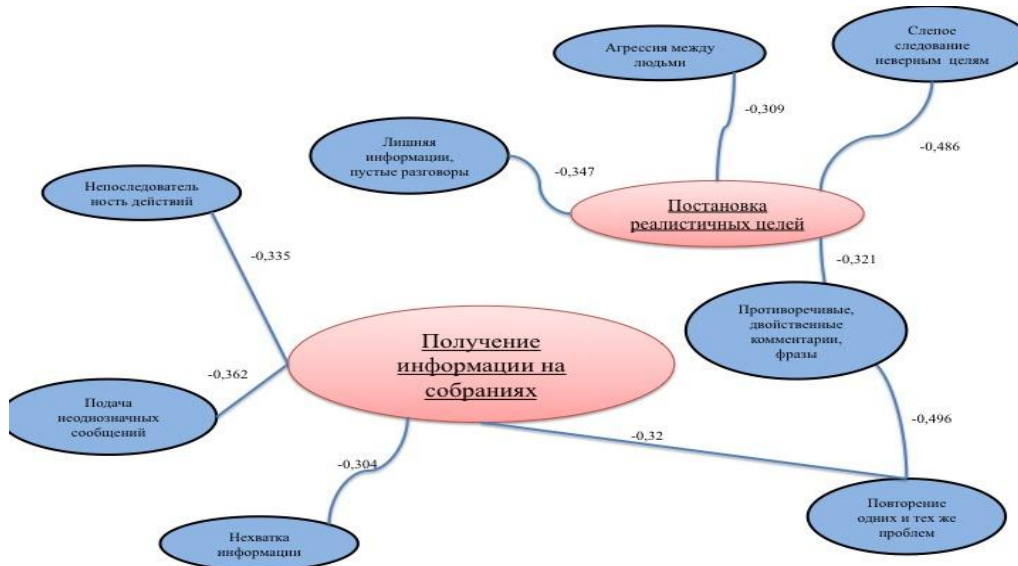 Агрессия между
людьми
Слепое
следование
неверным целям
-0,309
-0,486
Лишняя
информации,
пустые разговоры
-0,347
Постановка
реалистичных целей
Непоследователь
ность действий
-0,335
-0,321
Противоречивые,
двойственные
комментарии,
фразы
Получение
информации на
собраниях
-0,362
Подача
неоднозначных
сообщений
-0,496
-0,32
-0,304
Повторение
одних и тех же
проблем
Нехватка
информации